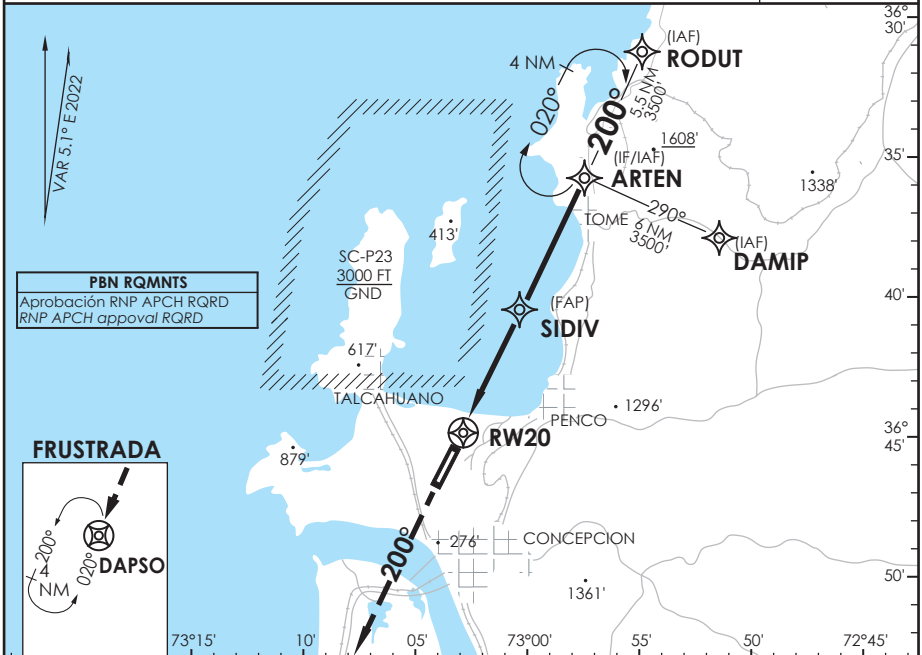 36°
30'
(IAF)
RODUT
4 NM
020°
200°
5.5 NM
3500'
1608'
VAR 5.1° E 2022
35'
(IF/IAF)
ARTEN
1338'
TOME
290°
6 NM
3500'
(IAF)
DAMIP
413'
SC-P23
3000 FT
GND
PBN RQMNTS
Aprobación RNP APCH RQRD
RNP APCH appoval RQRD
40'
(FAP)
SIDIV
617'
TALCAHUANO
1296'
PENCO
RW20
36°
45'
FRUSTRADA
879'
200°
4
NM
020°
DAPSO
200°
276'
CONCEPCION
1361'
50'
73°15'
10'
05'
73°00'
55'
50'
72°45'